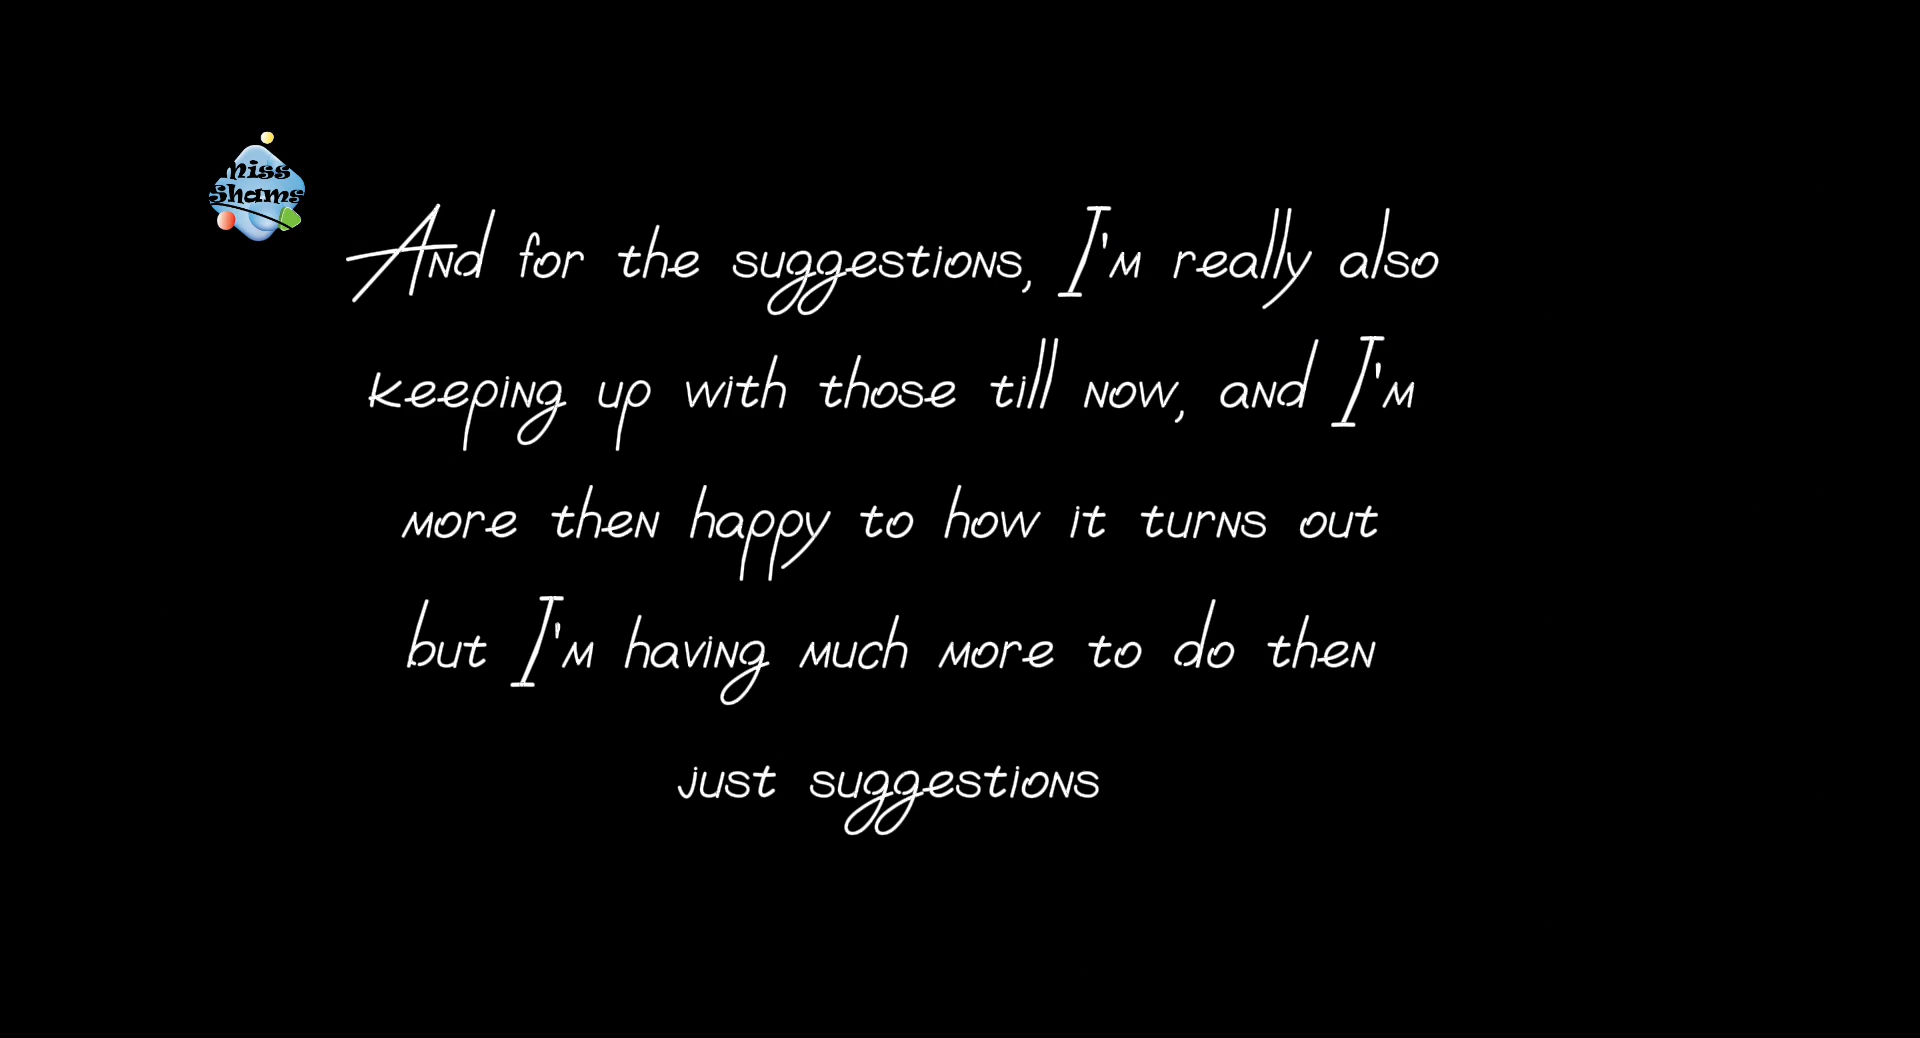 Miss
Shams
And for the suggestions, I'm really also
keeping up with those till now, and I'm
more then happy to how it turns out
but I'm having much more to do then
just suggestions